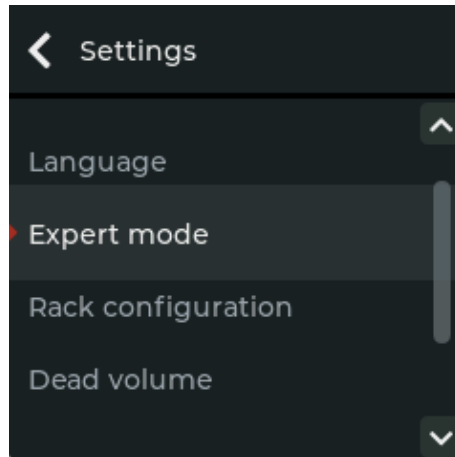 Settings
Language
Expert mode
Rack configuration
Dead volume